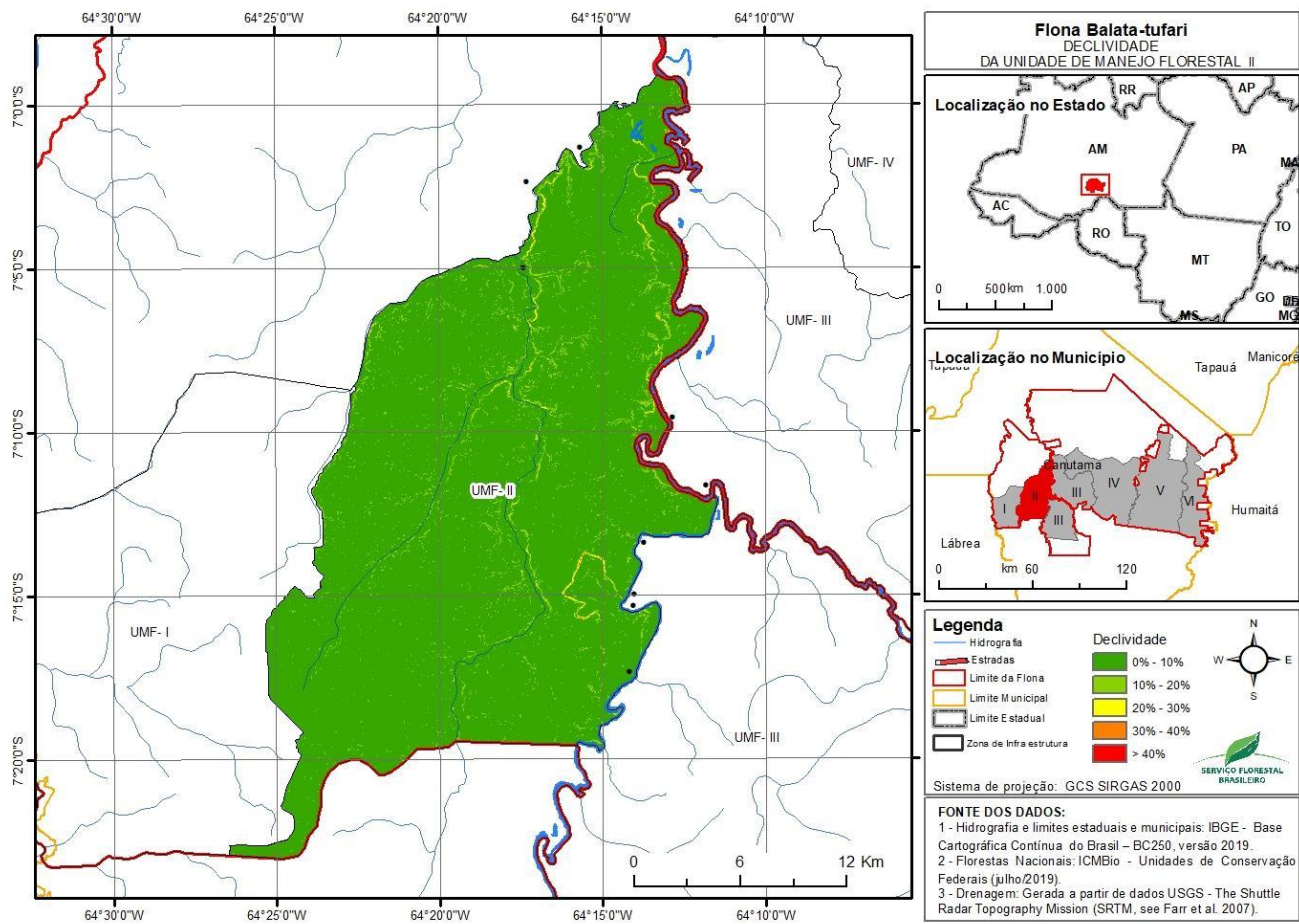 64°30'0"W 64°25'0"W 64°20'0"W 64°15'0"W 64°10'0"W
7°0'0"S
7°5'0"S
7°10'0"S
7°15'0"S
7°20'0"S
UMF- IV
UMF- III
UMF- II
UMF- I
UMF- III
0 6 12 Km
64°30'0"W 64°25'0"W 64°20'0"W 64°15'0"W 64°10'0"W
Flona Balata-tufari
DECLIVIDADE
DA UNIDADE DE MANEJO FLORESTAL II
Localização no Estado
RR AP
AM PA
MA
AC
RO
TO
MT
GO
MS
0 500km 1.000
Localização no Município
Tapauá Manicoré
Tapauá
Canutama
I II III IV V VI
III
Humaitá
Lábrea
0 km 60 120
Legenda
Hidrografia
Estradas
Limite da Flona
Limite Municipal
Limite Estadual
Zona de Infra estrutura
Declividade
0% - 10%
10% - 20%
20% - 30%
30% - 40%
> 40%
N
W E
S
SERVIÇO FLORESTAL
BRASILEIRO
Sistema de projeção: GCS SIRGAS 2000
FONTE DOS DADOS:
1 - Hidrografia e limites estaduais e municipais: IBGE - Base
Cartográfica Contínua do Brasil – BC250, versão 2019.
2 - Florestas Nacionais: ICMBio - Unidades de Conservação
Federais (julho/2019).
3 - Drenagem: Gerada a partir de dados USGS - The Shuttle
Radar Topography Mission (SRTM, see Farr et al. 2007).